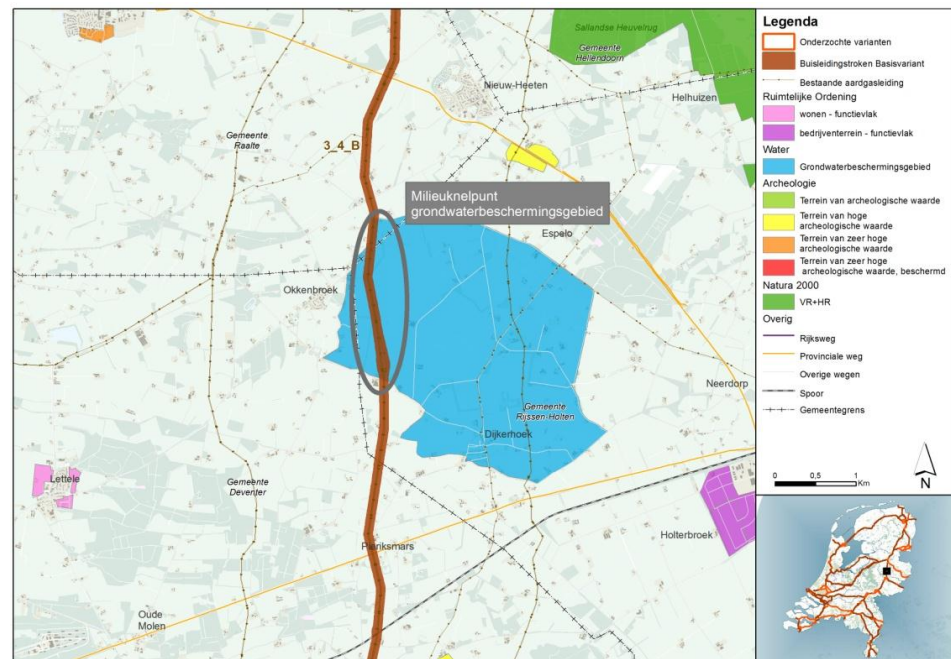 Sallandse Heuvelrug
Gemeente
Hellendoorn
Nieuw-Heeten
Helhuizen
Gemeente
Raalte
3_4_B
Milieuknelpunt
grondwaterbeschermingsgebied
Espelo
Okkenbroek
Neerdorp
Gemeente
Rijssen-Holten
Dijkerhoek
Lettele
Gemeente
Deventer
Holterbroek
Pieriksmars
Oude
Molen
Legenda
Onderzochte varianten
Buisleidingstroken Basisvariant
Bestaande aardgasleiding
Ruimtelijke Ordening
wonen - functievlak
bedrijventerrein - functievlak
Water
Grondwaterbeschermingsgebied
Archeologie
Terrein van archeologische waarde
Terrein van hoge
archeologische waarde
Terrein van zeer hoge
archeologische waarde
Terrein van zeer hoge
archeologische waarde, beschermd
Natura 2000
VR+HR
Overig
Rijksweg
Provinciale weg
Overige wegen
Spoor
Gemeentegrens
0 0,5 1
Km
N